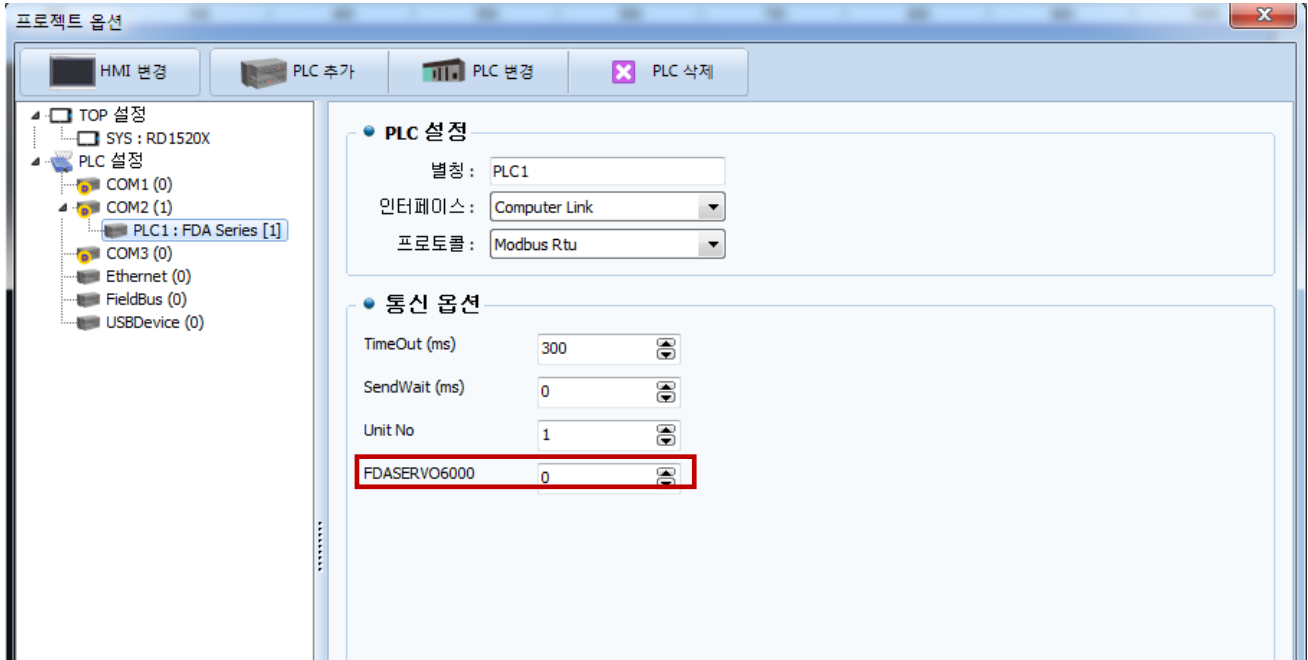 프로젝트 옵션
HMI 변경
PLC 추가
PLC 변경
PLC 삭제
TOP 설정
SYS : RD1520X
PLC 설정
COM1 (0)
COM2 (1)
PLC1 : FDA Series [1]
COM3 (0)
Ethernet (0)
FieldBus (0)
USBDevice (0)
PLC 설정
별칭 : PLC1
인터페이스 : Computer Link
프로토콜 : Modbus Rtu
통신 옵션
TimeOut (ms) 300
SendWait (ms) 0
Unit No 1
FDASERVO6000 0